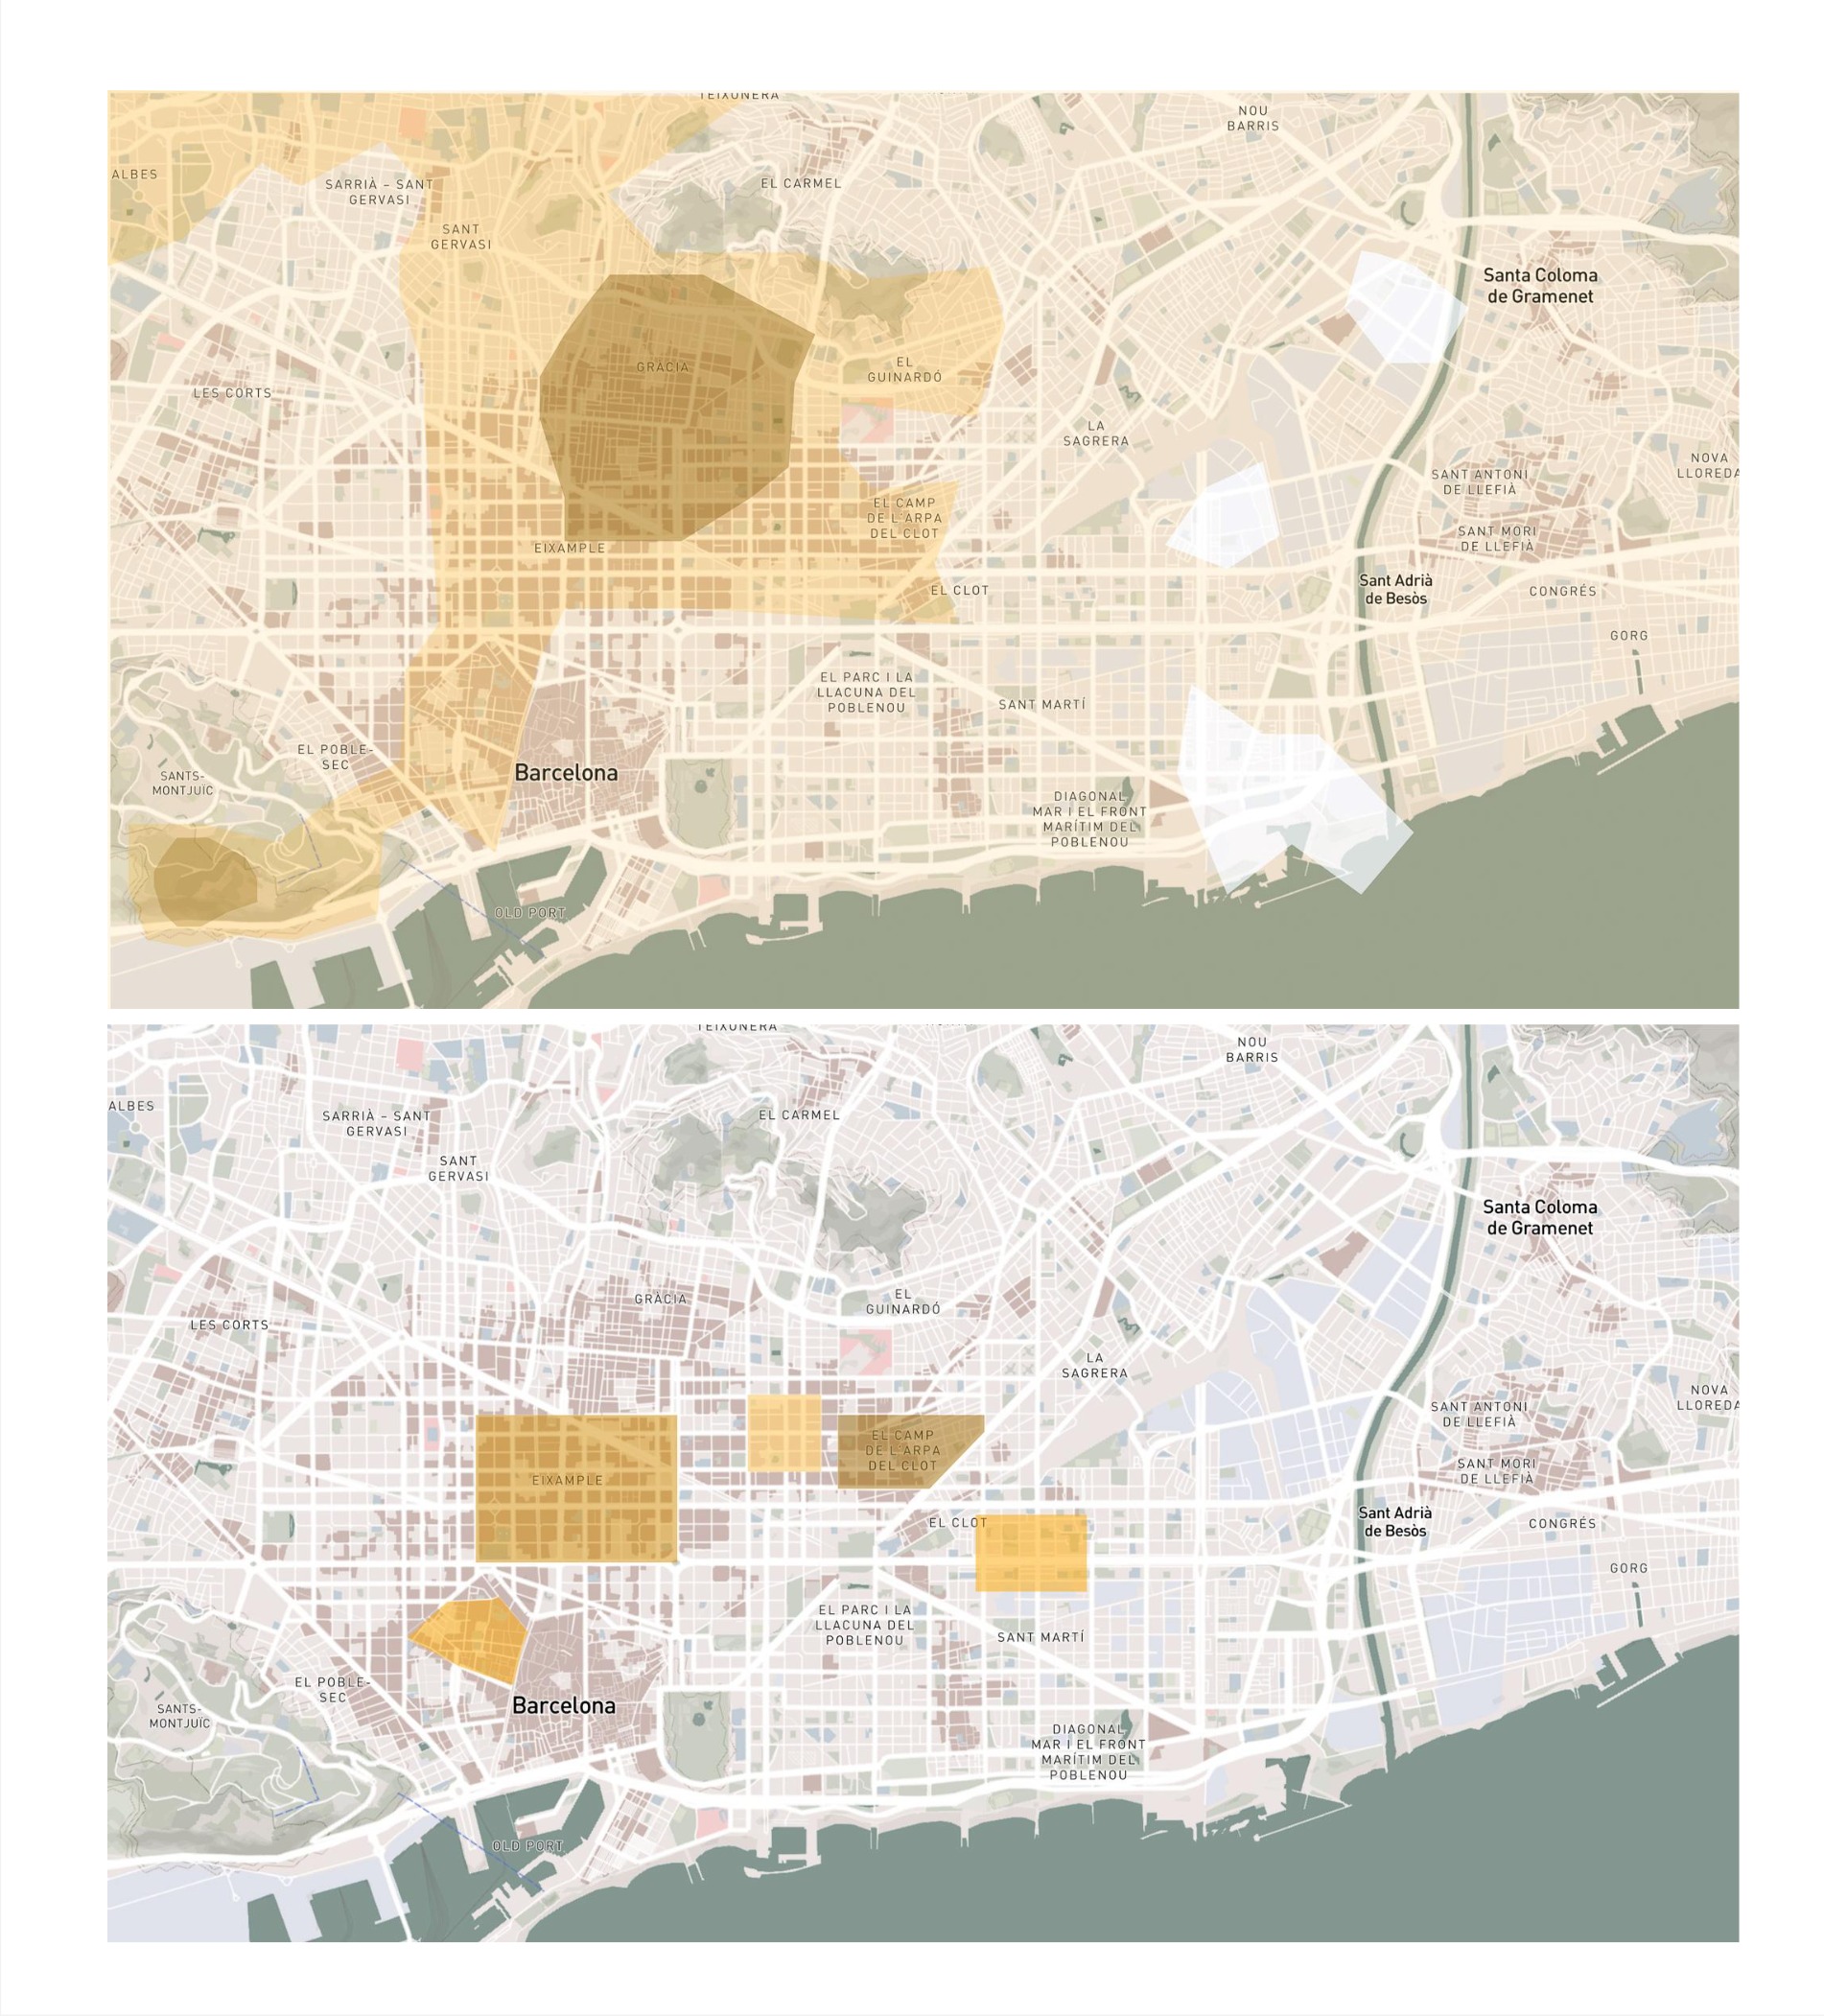 TEIXONERA
NOU
BARRIS
ALBES
SARRIÀ – SANT
GERVASI
EL CARMEL
SANT
GERVASI
Santa Coloma
de Gramenet
GRÀCIA
EL
GUINARDÓ
LES CORTS
LA
SAGRERA
NOVA
LLOREDA
SANT ANTONI
DE LLEFIÀ
EL CAMP
DE L'ARPA
DEL CLOT
SANT MORI
DE LLEFIÀ
EIXAMPLE
Sant Adrià
de Besòs
EL CLOT
CONGRÉS
GORG
EL PARC I LA
LLACUNA DEL
POBLENOU
SANT MARTÍ
EL POBLE-
SEC
Barcelona
SANTS-
MONTJUÏC
DIAGONAL
MAR I EL FRONT
MARÍTIM DEL
POBLENOU
OLD PORT
TEIXONERA
NOU
BARRIS
ALBES
SARRIÀ – SANT
GERVASI
EL CARMEL
SANT
GERVASI
Santa Coloma
de Gramenet
GRÀCIA
EL
GUINARDÓ
LES CORTS
LA
SAGRERA
NOVA
LLOREDA
SANT ANTONI
DE LLEFIÀ
EL CAMP
DE L'ARPA
DEL CLOT
SANT MORI
DE LLEFIÀ
EIXAMPLE
Sant Adrià
de Besòs
EL CLOT
CONGRÉS
GORG
EL PARC I LA
LLACUNA DEL
POBLENOU
SANT MARTÍ
EL POBLE-
SEC
Barcelona
SANTS-
MONTJUÏC
DIAGONAL
MAR I EL FRONT
MARÍTIM DEL
POBLENOU
OLD PORT